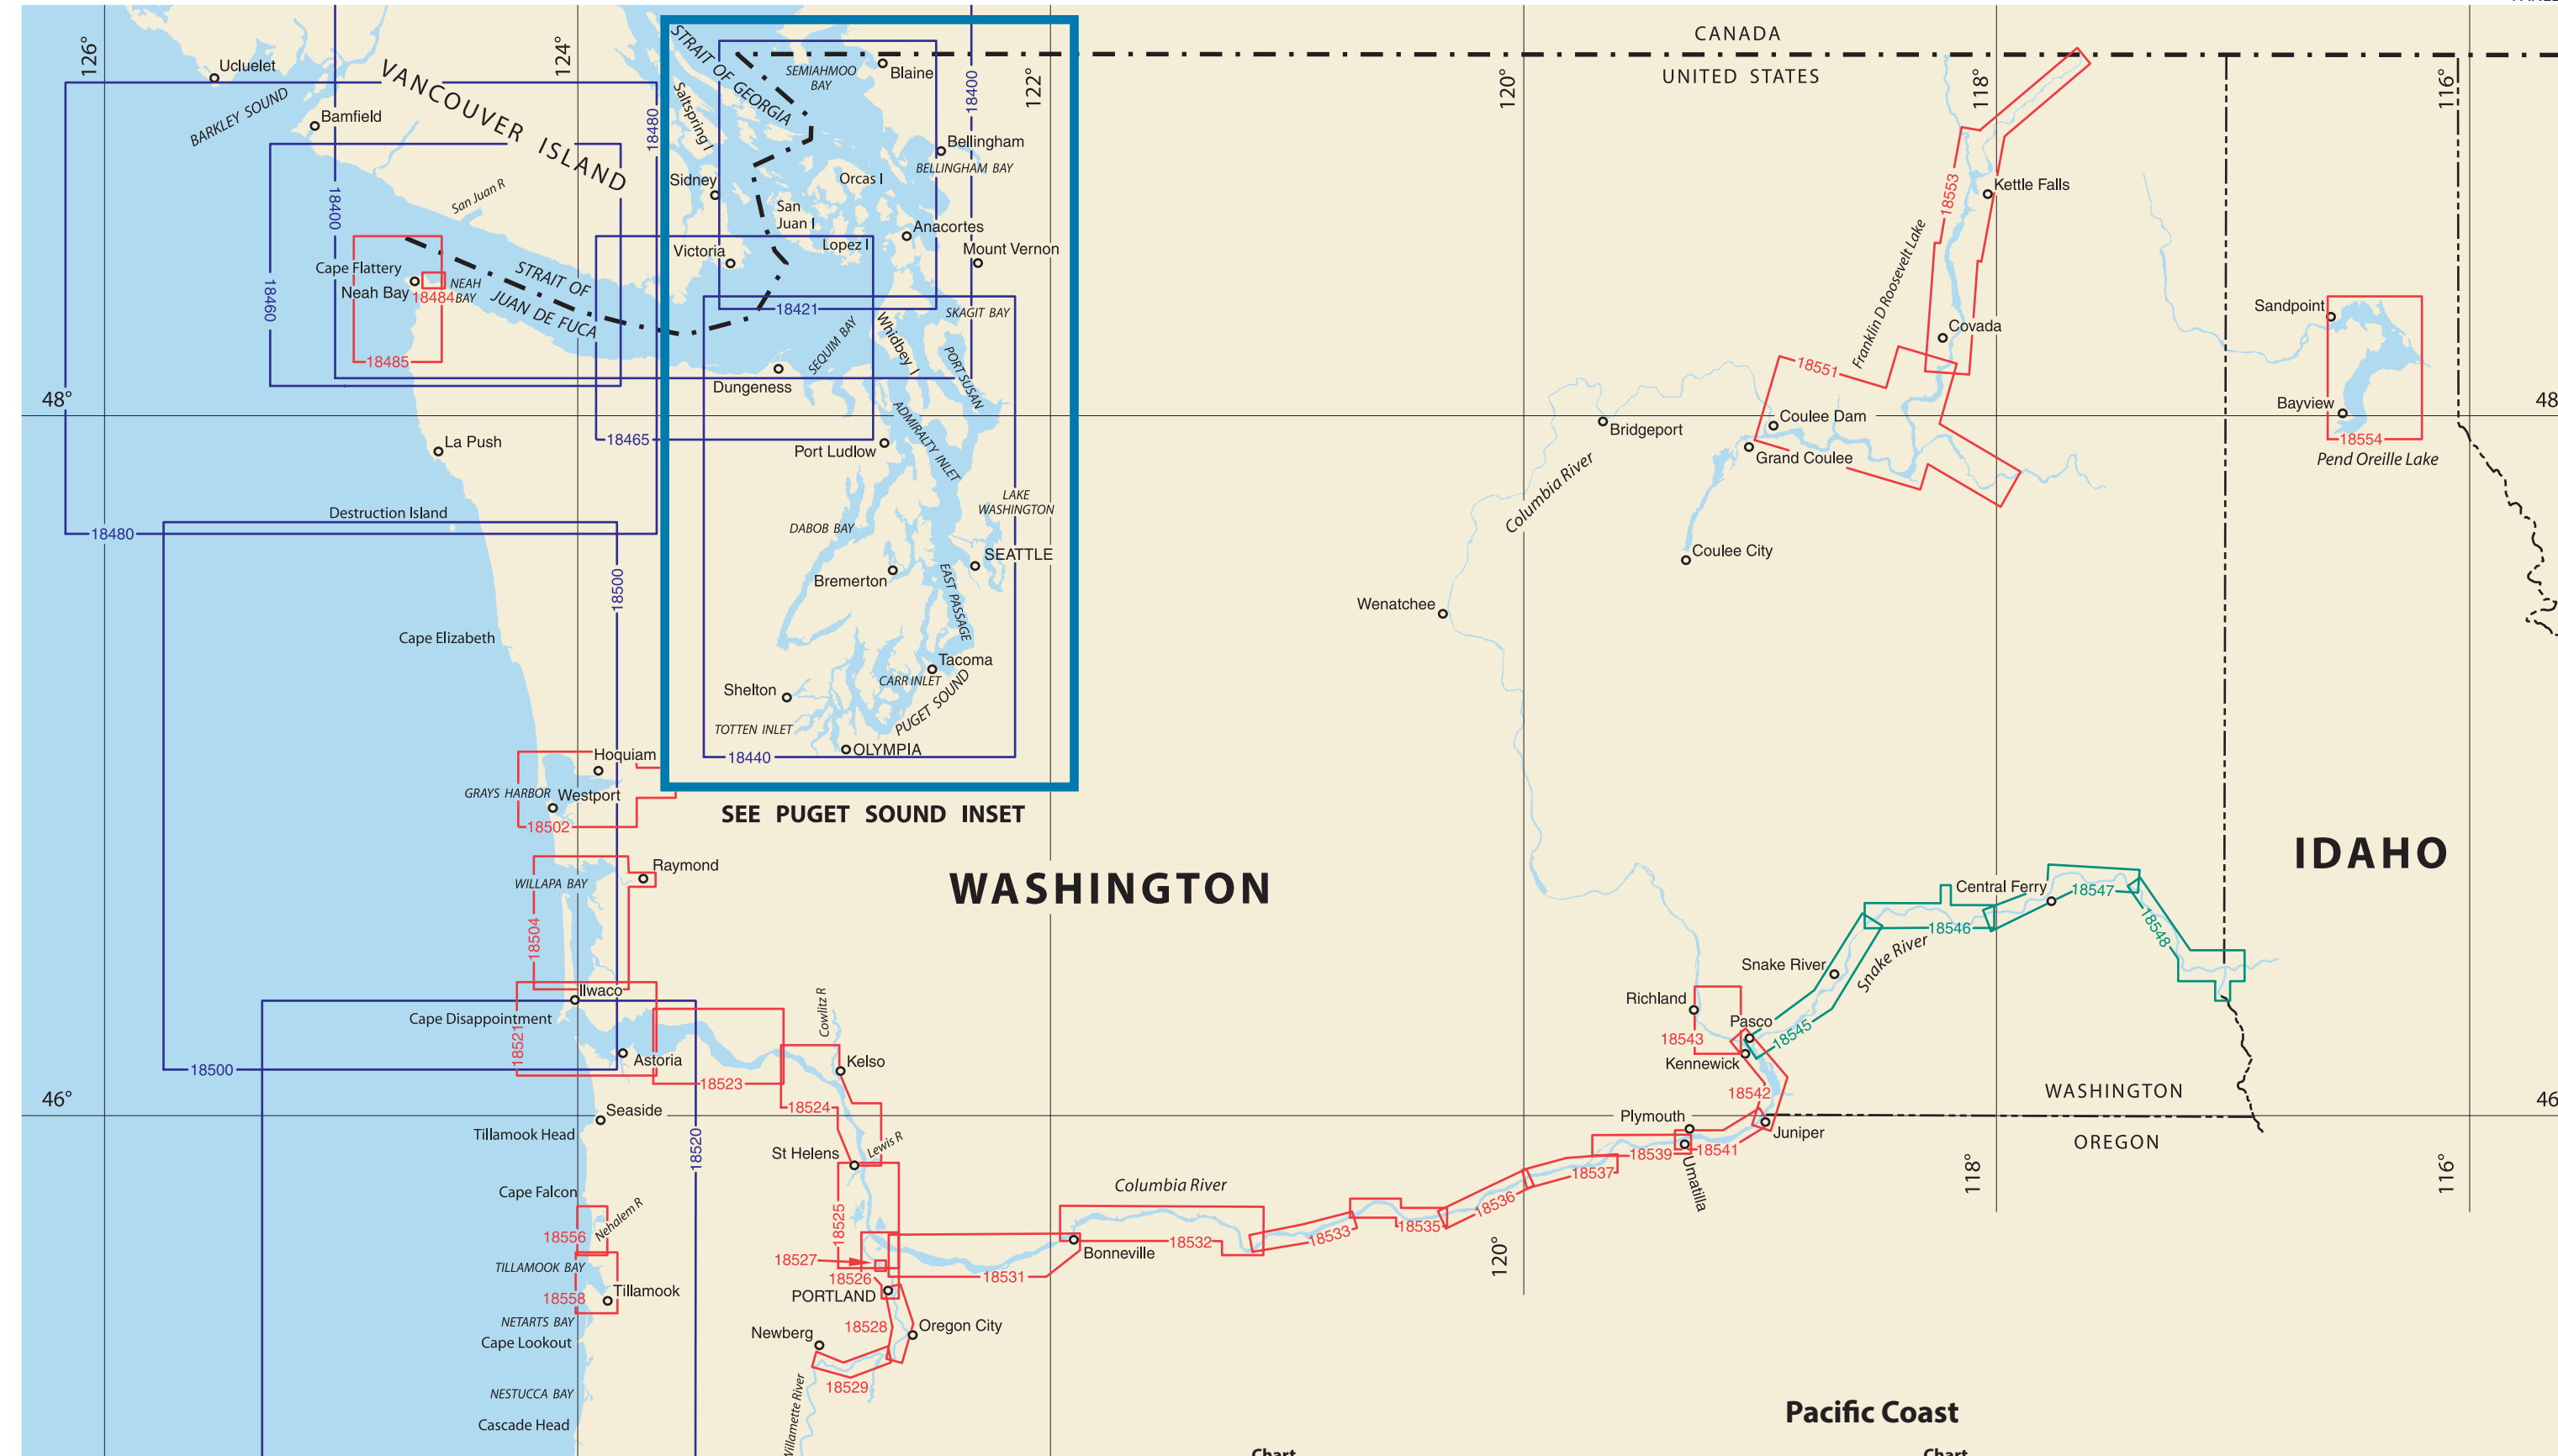 CANADA
UNITED STATES
126°
124°
122°
120°
118°
116°
Ucluelet
BARKLEY SOUND
Bamfield
VANCOUVER ISLAND
San Juan R
18480
18400
18460
18400
STRAIT OF GEORGIA
SEMIAHMOO
BAY
Blaine
Saltspring I
Bellingham
BELLINGHAM BAY
Sidney
Orcas I
San
Juan I
Anacortes
Lopez I
Mount Vernon
Victoria
Cape Flattery
Neah Bay
NEAH
BAY
18484
STRAIT OF
JUAN DE FUCA
18485
18421
SKAGIT BAY
SEQUIM BAY
Whidbey I
PORT SUSAN
Dungeness
48°
ADMIRALTY INLET
18465
La Push
Port Ludlow
LAKE
WASHINGTON
Destruction Island
DABOB BAY
18480
SEATTLE
Bremerton
EAST PASSAGE
18500
Cape Elizabeth
Tacoma
CARR INLET
Shelton
PUGET SOUND
TOTTEN INLET
OLYMPIA
18440
Hoquiam
GRAYS HARBOR
Westport
18502
SEE PUGET SOUND INSET
WASHINGTON
IDAHO
Kettle Falls
18553
Franklin D Roosevelt Lake
Covada
18551
Coulee Dam
Bridgeport
Grand Coulee
Columbia River
Coulee City
Wenatchee
Sandpoint
Bayview
18554
Pend Oreille Lake
48
Raymond
WILLAPA BAY
18504
Ilwaco
Cape Disappointment
18521
Astoria
18500
18523
Cowlitz R
Kelso
18524
46°
Seaside
Tillamook Head
18520
St Helens
Lewis R
Cape Falcon
Nehalem R
18556
TILLAMOOK BAY
18558
Tillamook
NETARTS BAY
Cape Lookout
NESTUCCA BAY
Cascade Head
18525
18527
18526
PORTLAND
18528
Oregon City
Newberg
18529
18531
Bonneville
Columbia River
18532
18533
18535
18536
18537
18539
18541
Umatilla
Plymouth
Juniper
18542
Kennewick
Pasco
18543
Richland
18545
Snake River
Snake River
18546
Central Ferry
18547
18548
WASHINGTON
OREGON
46
120°
118°
116°
Pacific Coast
Chart
Chart